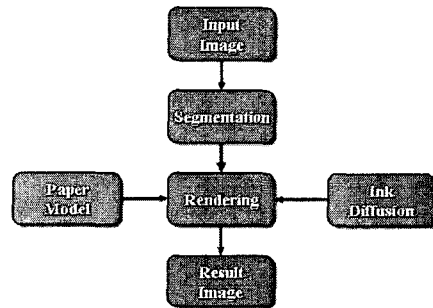 Input
Image
Segmentation
Paper
Model
Rendering
Ink
Diffusion
Result
Image